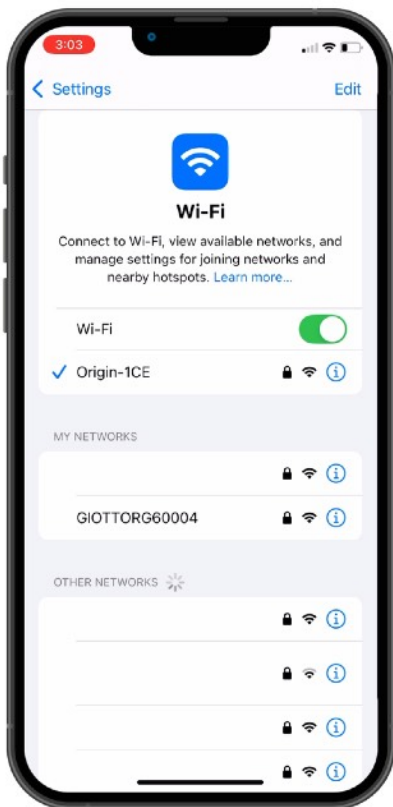 3:03
Settings
Edit
Wi-Fi
Connect to Wi-Fi, view available networks, and
manage settings for joining networks and
nearby hotspots. Learn more...
Wi-Fi
Origin-1CE
MY NETWORKS
GIOTTORG60004
OTHER NETWORKS